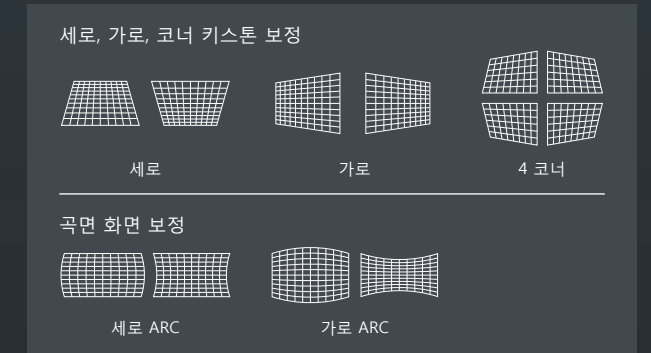 세로, 가로, 코너 키스톤 보정
세로
가로
4 코너
곡면 화면 보정
세로 ARC
가로 ARC